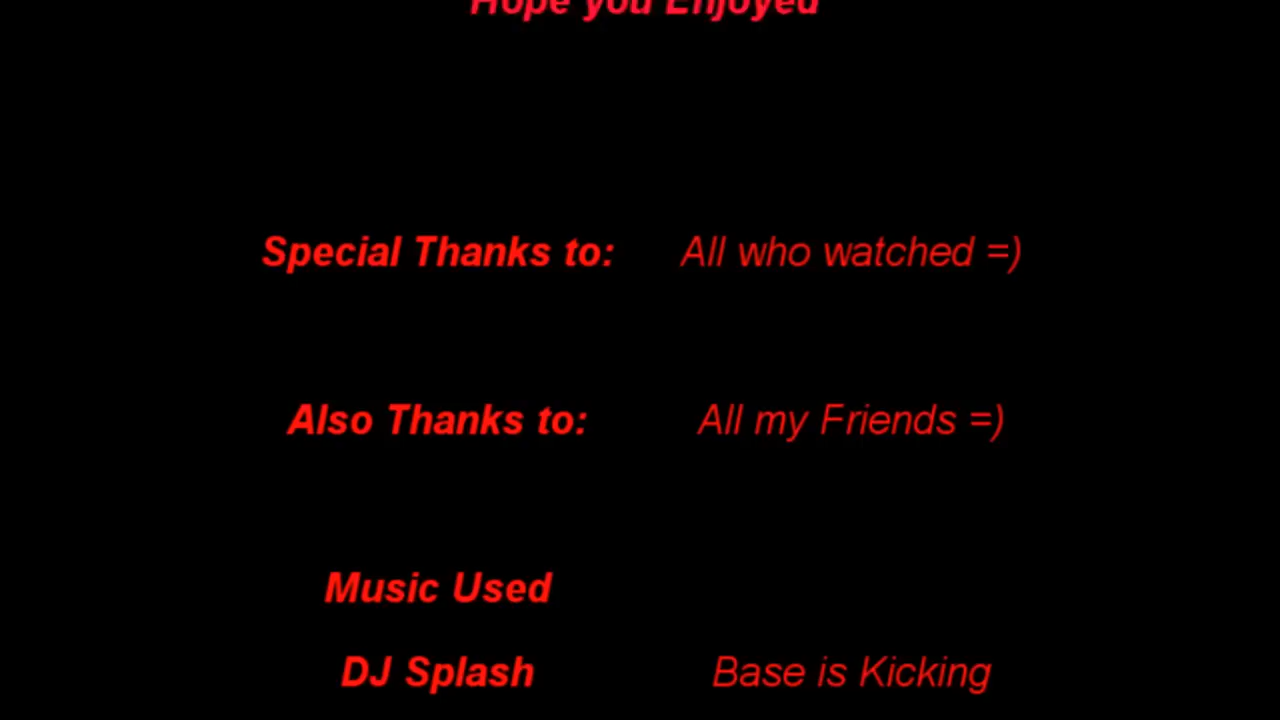 Hope you Enjoyed
Special Thanks to: All who watched =)
Also Thanks to: All my Friends =)
Music Used
DJ Splash Base is Kicking